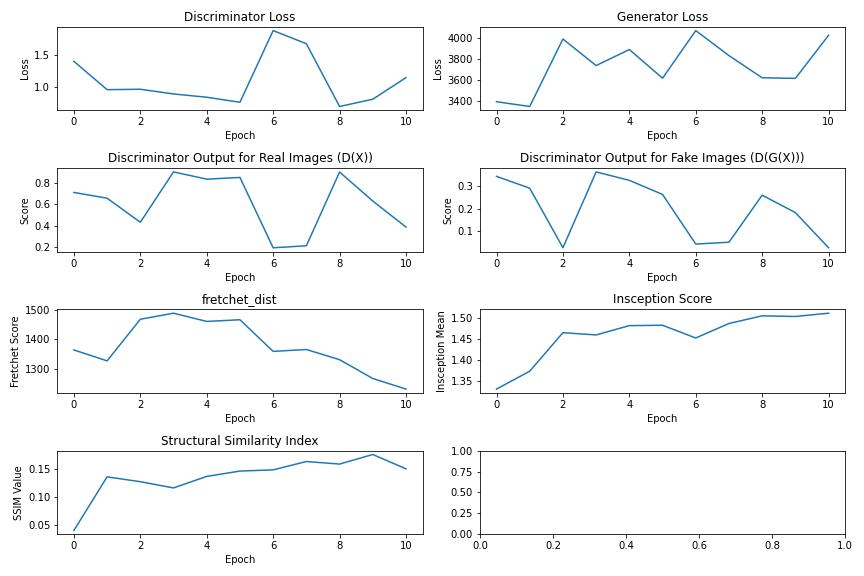 Discriminator Loss
Generator Loss
1.5
1.0
Loss
0 2 4 6 8 10
Epoch
4000
3800
3600
3400
Loss
0 2 4 6 8 10
Epoch
Discriminator Output for Real Images (D(X))
Discriminator Output for Fake Images (D(G(X)))
0.8
0.6
0.4
0.2
Score
0 2 4 6 8 10
Epoch
0.3
0.2
0.1
Score
0 2 4 6 8 10
Epoch
fretchet_dist
Insception Score
1500
1400
1300
Fretchet Score
0 2 4 6 8 10
Epoch
1.50
1.45
1.40
1.35
Insception Mean
0 2 4 6 8 10
Epoch
Structural Similarity Index
0.15
0.10
0.05
SSIM Value
0 2 4 6 8 10
Epoch
1.00
0.75
0.50
0.25
0.00
0.0 0.2 0.4 0.6 0.8 1.0